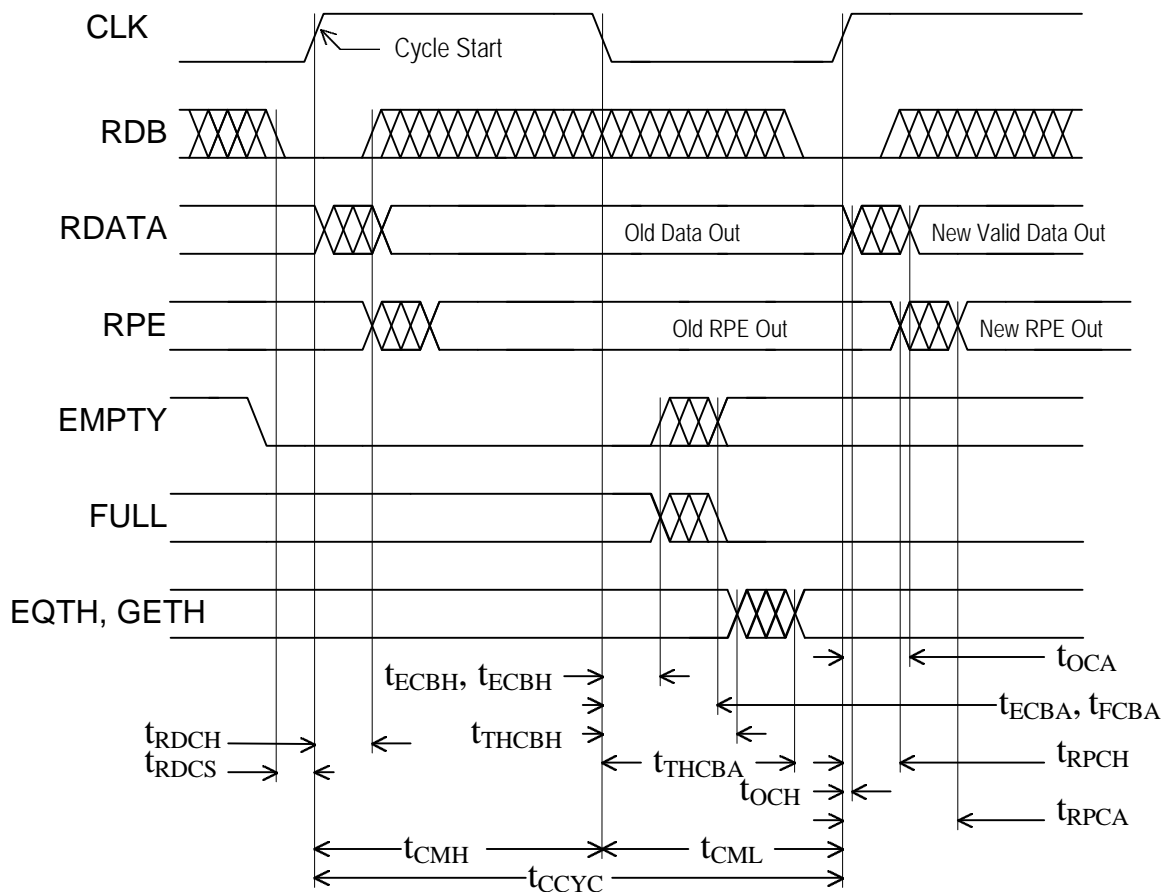 CLK
Cycle Start
RDB
RDATA
Old Data Out
New Valid Data Out
RPE
Old RPE Out
New RPE Out
EMPTY
FULL
EQTH, GETH
tECBH, tECBH
tOCA
tECBA, tFCBA
tRDCH
tTHCBH
tRDCS
tTHCBA
tRPCH
tOCH
tRPCA
tCMH
tCML
tCCYC